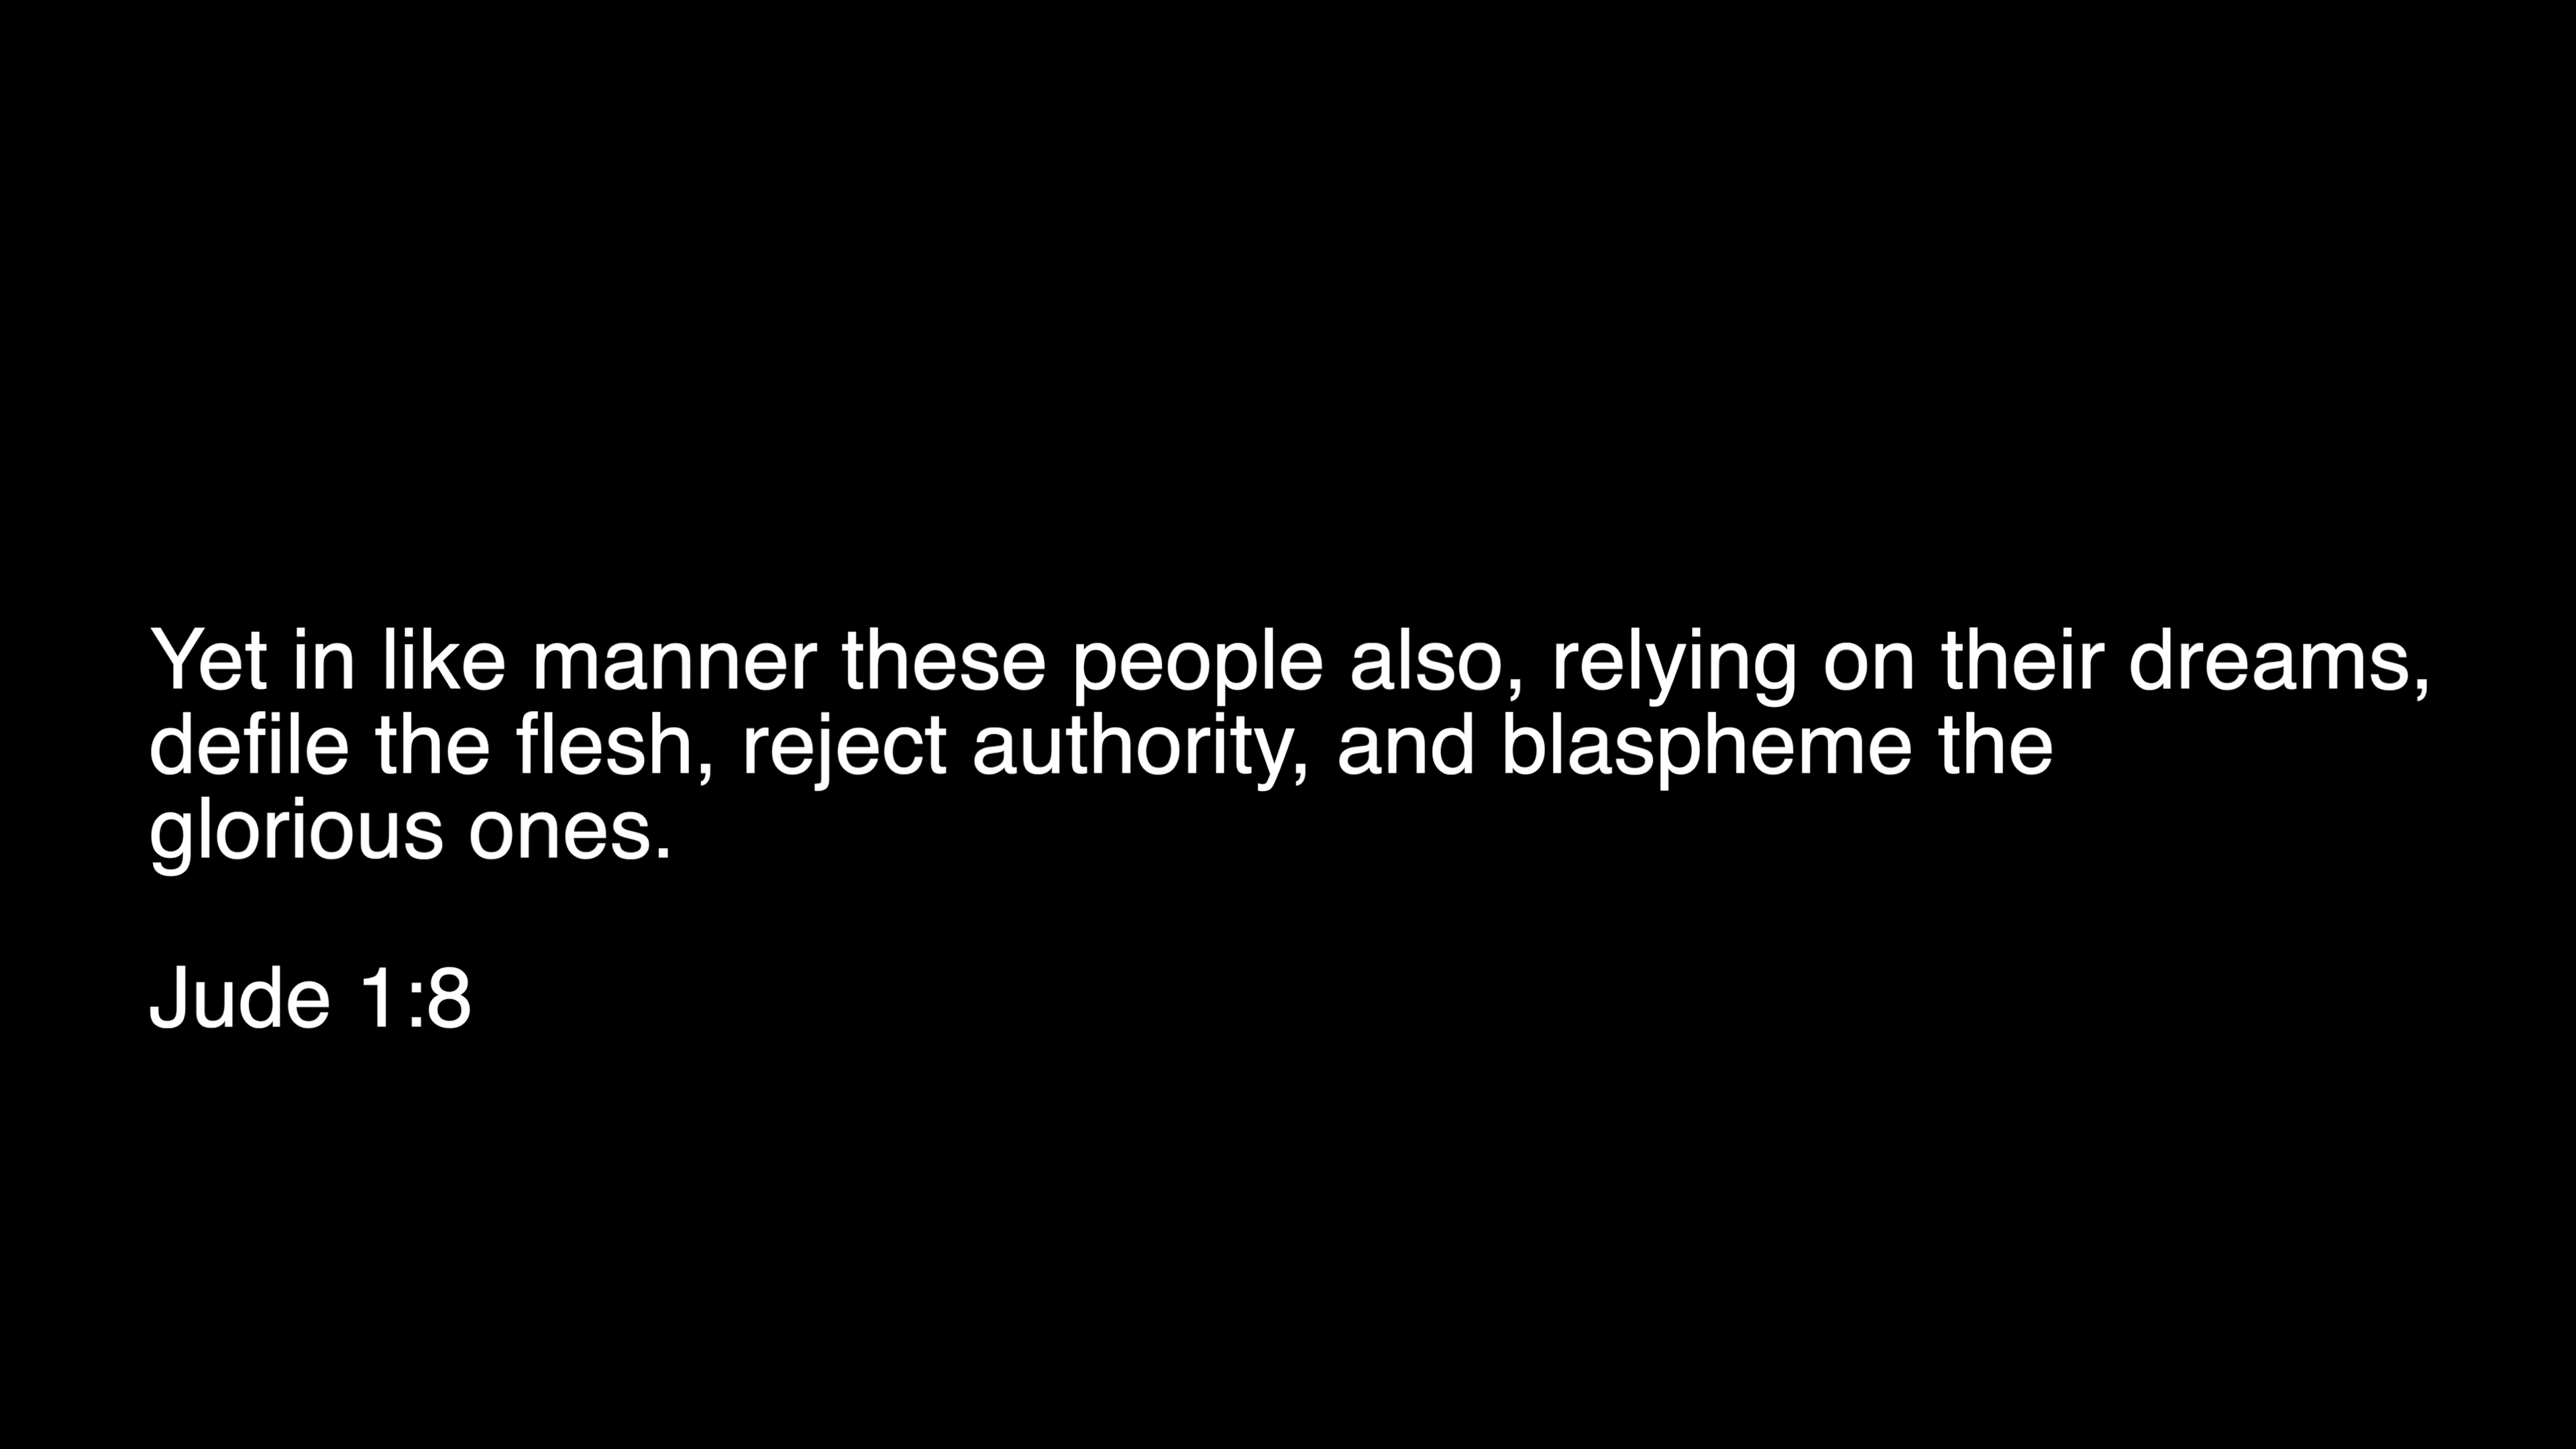 Yet in like manner these people also, relying on their dreams,
defile the flesh, reject authority, and blaspheme the
glorious ones.
Jude 1:8